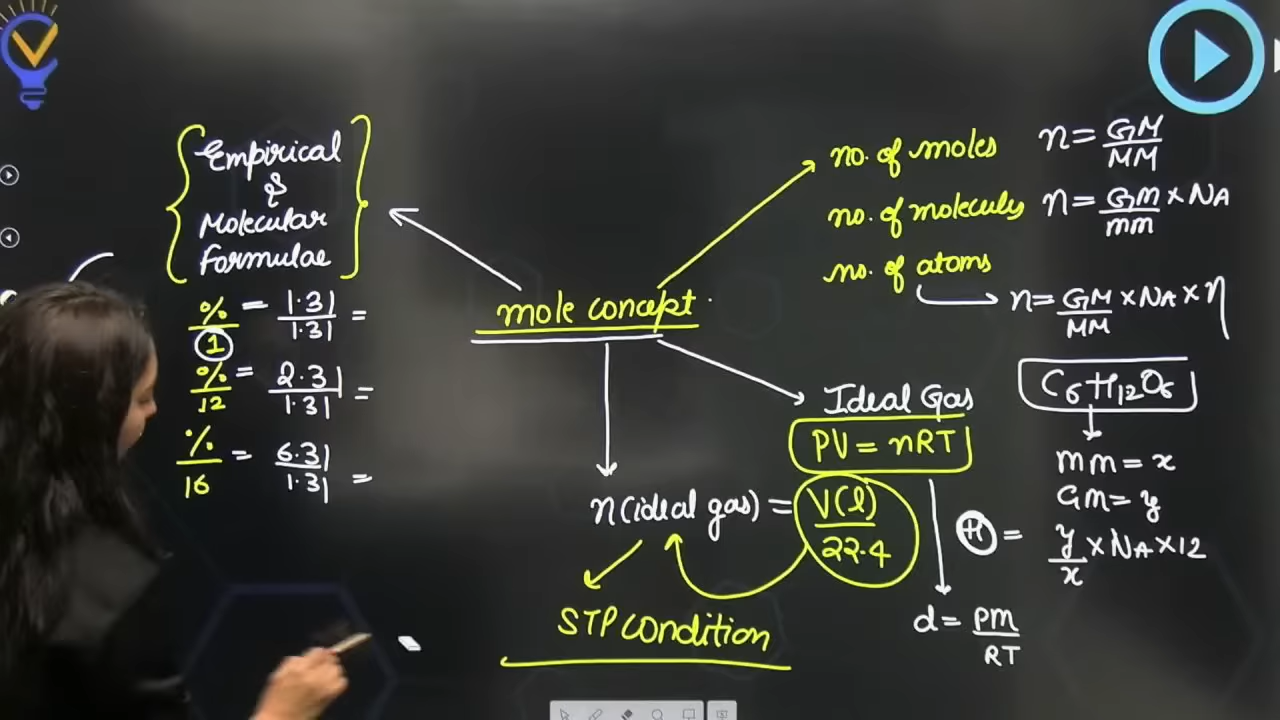 Empirical
&
Molecular
formulae
%/1 = 1.31/1.31 =
%/12 = 2.31/1.31 =
%/16 = 6.31/1.31 =
mole concept
no. of moles n = GM/MM
no. of moleculs n = GM/mm × NA
no. of atoms
n = GM/MM × NA × η
C6H12O6
mm = x
GM = y
H = y/x × NA × 12
Ideal Gas
PV = nRT
d = PM/RT
n(ideal gas) = V(l)/22.4
STP condition